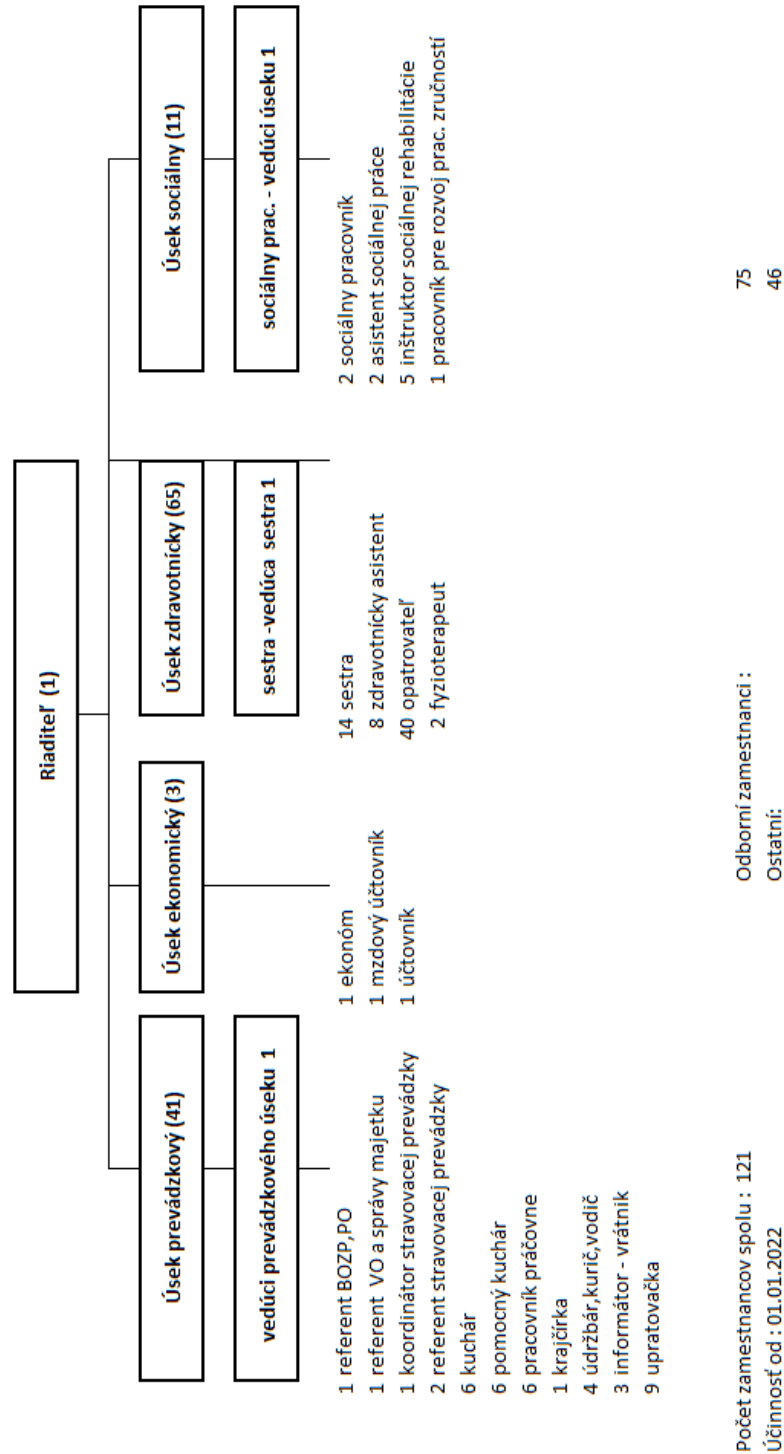 Riaditeľ (1)
Úsek prevádzkový (41)
vedúci prevádzkového úseku 1
1 referent BOZP,PO
1 referent VO a správy majetku
1 koordinátor stravovacej prevádzky
2 referent stravovacej prevádzky
6 kuchár
6 pomocný kuchár
6 pracovník práčovne
1 krajčírka
4 údržbár,kurič,vodič
3 informátor - vrátnik
9 upratovačka
Úsek ekonomický (3)
1 ekonóm
1 mzdový účtovník
1 účtovník
Úsek zdravotnícky (65)
sestra -vedúca sestra 1
14 sestra
8 zdravotnícky asistent
40 opatrovateľ
2 fyzioterapeut
Úsek sociálny (11)
sociálny prac. - vedúci úseku 1
2 sociálny pracovník
2 asistent sociálnej práce
5 inštruktor sociálnej rehabilitácie
1 pracovník pre rozvoj prac. zručností
Počet zamestnancov spolu : 121
Odborní zamestnanci : 75
Účinnosť od : 01.01.2022
Ostatní: 46